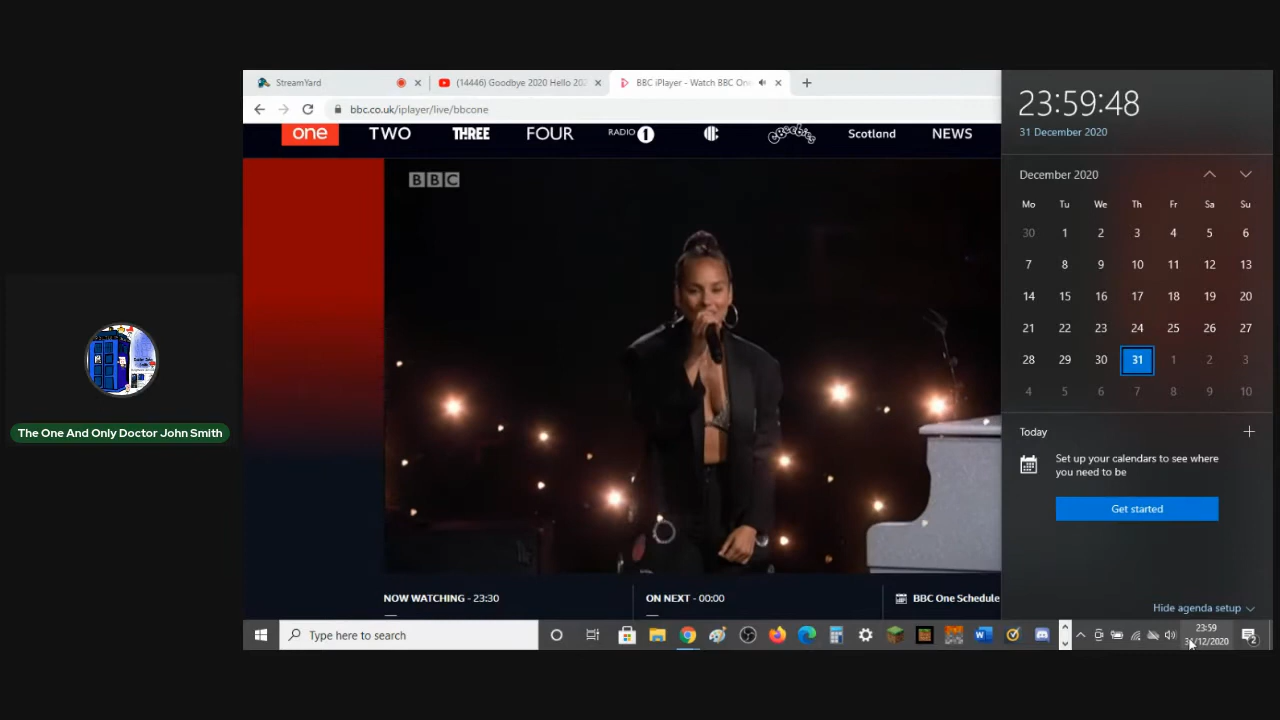 StreamYard
(14446) Goodbye 2020 Hello 202
BBC iPlayer - Watch BBC One
bbc.co.uk/iplayer/live/bbcone
one TWO THREE FOUR RADIO 1 CBeebies Scotland NEWS
BBC
23:59:48
31 December 2020
December 2020
Mo Tu We Th Fr Sa Su
30 1 2 3 4 5 6
7 8 9 10 11 12 13
14 15 16 17 18 19 20
21 22 23 24 25 26 27
28 29 30 31 1 2 3
4 5 6 7 8 9 10
Today
Set up your calendars to see where
you need to be
Get started
Hide agenda setup
The One And Only Doctor John Smith
NOW WATCHING - 23:30
ON NEXT - 00:00
BBC One Schedule
Type here to search
23:59
31/12/2020
2